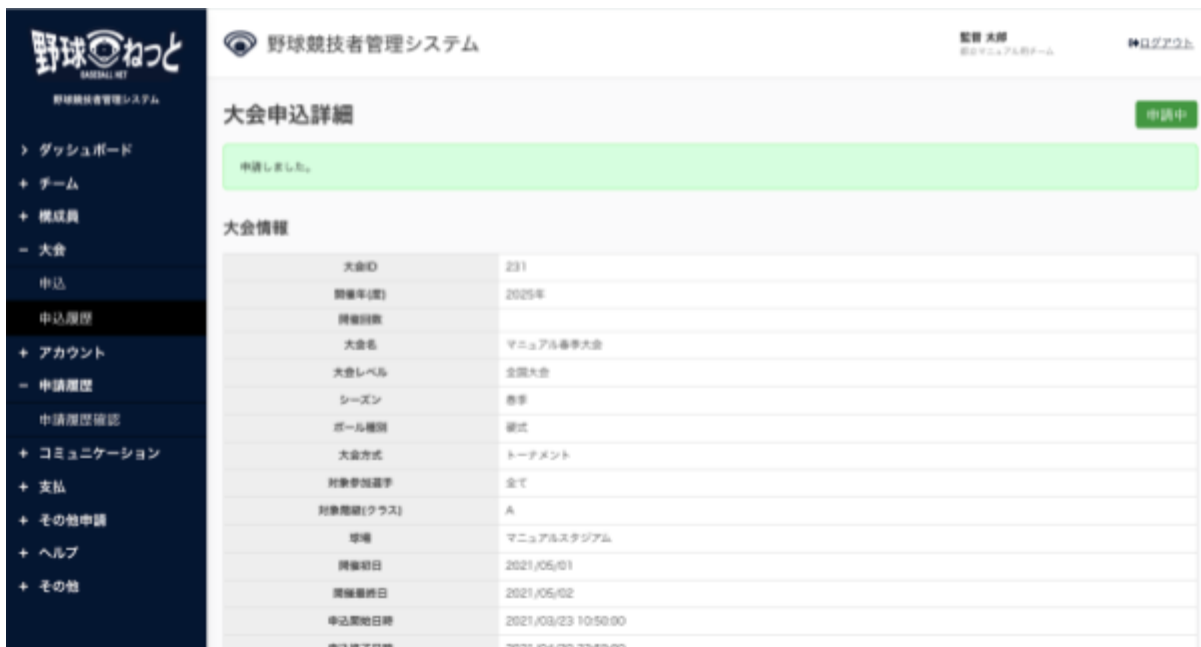 野球ねっと
BASEBALL NET
野球競技者管理システム
> ダッシュボード
+ チーム
+ 構成員
− 大会
申込
申込履歴
+ アカウント
− 申請履歴
申請履歴確認
+ コミュニケーション
+ 支払
+ その他申請
+ ヘルプ
+ その他
野球競技者管理システム
監督 太郎
ログアウト
大会申込詳細
申請中
申請しました。
大会情報
大会ID 231
開催年(度) 2025年
開催回数
大会名 マニュアル春季大会
大会レベル 全国大会
シーズン 春季
ボール種別 硬式
大会方式 トーナメント
対象参加選手 全て
対象階級(クラス) A
球場 マニュアルスタジアム
開催初日 2021/05/01
開催最終日 2021/05/02
申込開始日時 2021/03/23 10:50:00